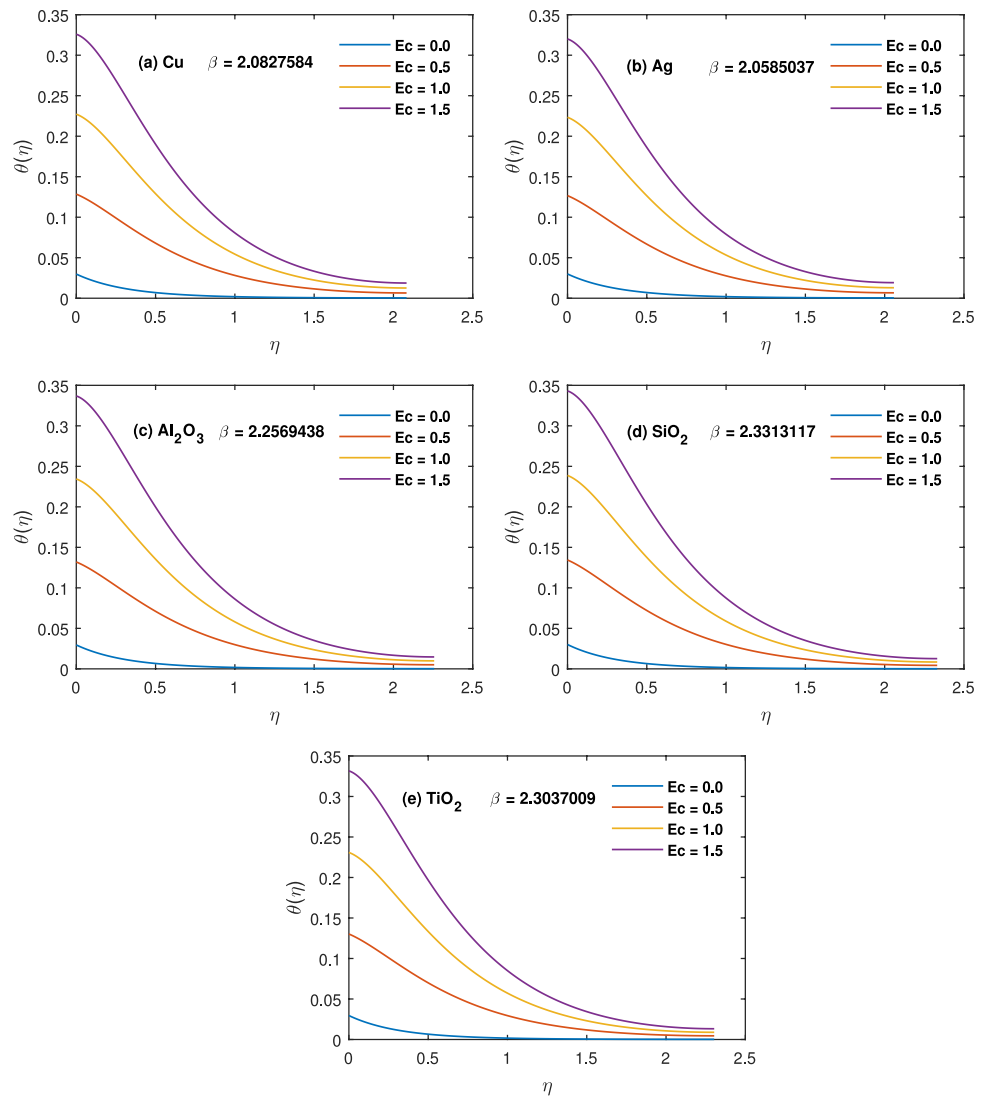 0.35
0.3
0.25
0.2
0.15
0.1
0.05
0
θ(η)
(a) Cu β = 2.0827584
Ec = 0.0
Ec = 0.5
Ec = 1.0
Ec = 1.5
0 0.5 1 1.5 2 2.5
η
0.35
0.3
0.25
0.2
0.15
0.1
0.05
0
θ(η)
(b) Ag β = 2.0585037
Ec = 0.0
Ec = 0.5
Ec = 1.0
Ec = 1.5
0 0.5 1 1.5 2 2.5
η
0.35
0.3
0.25
0.2
0.15
0.1
0.05
0
θ(η)
(c) Al₂O₃ β = 2.2569438
Ec = 0.0
Ec = 0.5
Ec = 1.0
Ec = 1.5
0 0.5 1 1.5 2 2.5
η
0.35
0.3
0.25
0.2
0.15
0.1
0.05
0
θ(η)
(d) SiO₂ β = 2.3313117
Ec = 0.0
Ec = 0.5
Ec = 1.0
Ec = 1.5
0 0.5 1 1.5 2 2.5
η
0.35
0.3
0.25
0.2
0.15
0.1
0.05
0
θ(η)
(e) TiO₂ β = 2.3037009
Ec = 0.0
Ec = 0.5
Ec = 1.0
Ec = 1.5
0 0.5 1 1.5 2 2.5
η